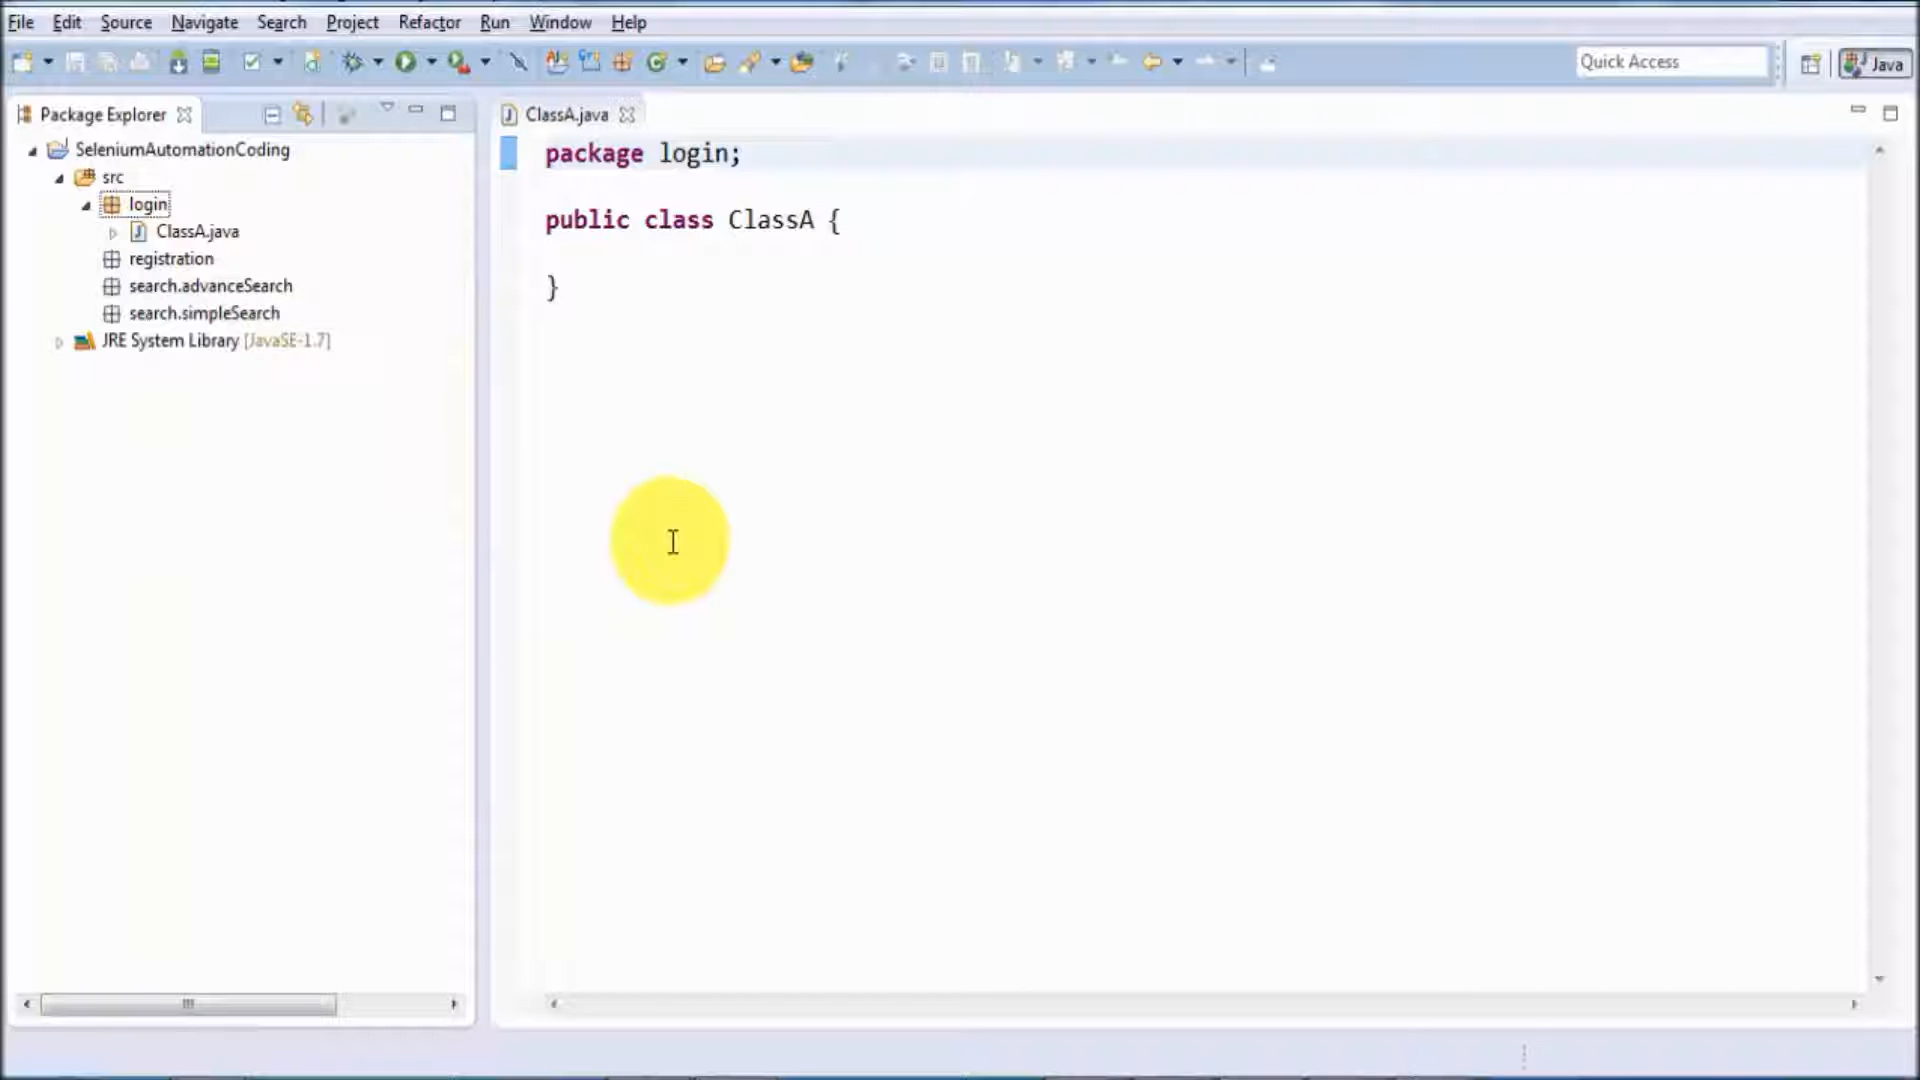 File Edit Source Navigate Search Project Refactor Run Window Help
Quick Access
Java
Package Explorer
ClassA.java
SeleniumAutomationCoding
src
login
ClassA.java
registration
search.advanceSearch
search.simpleSearch
JRE System Library [JavaSE-1.7]
package login;
public class ClassA {
}